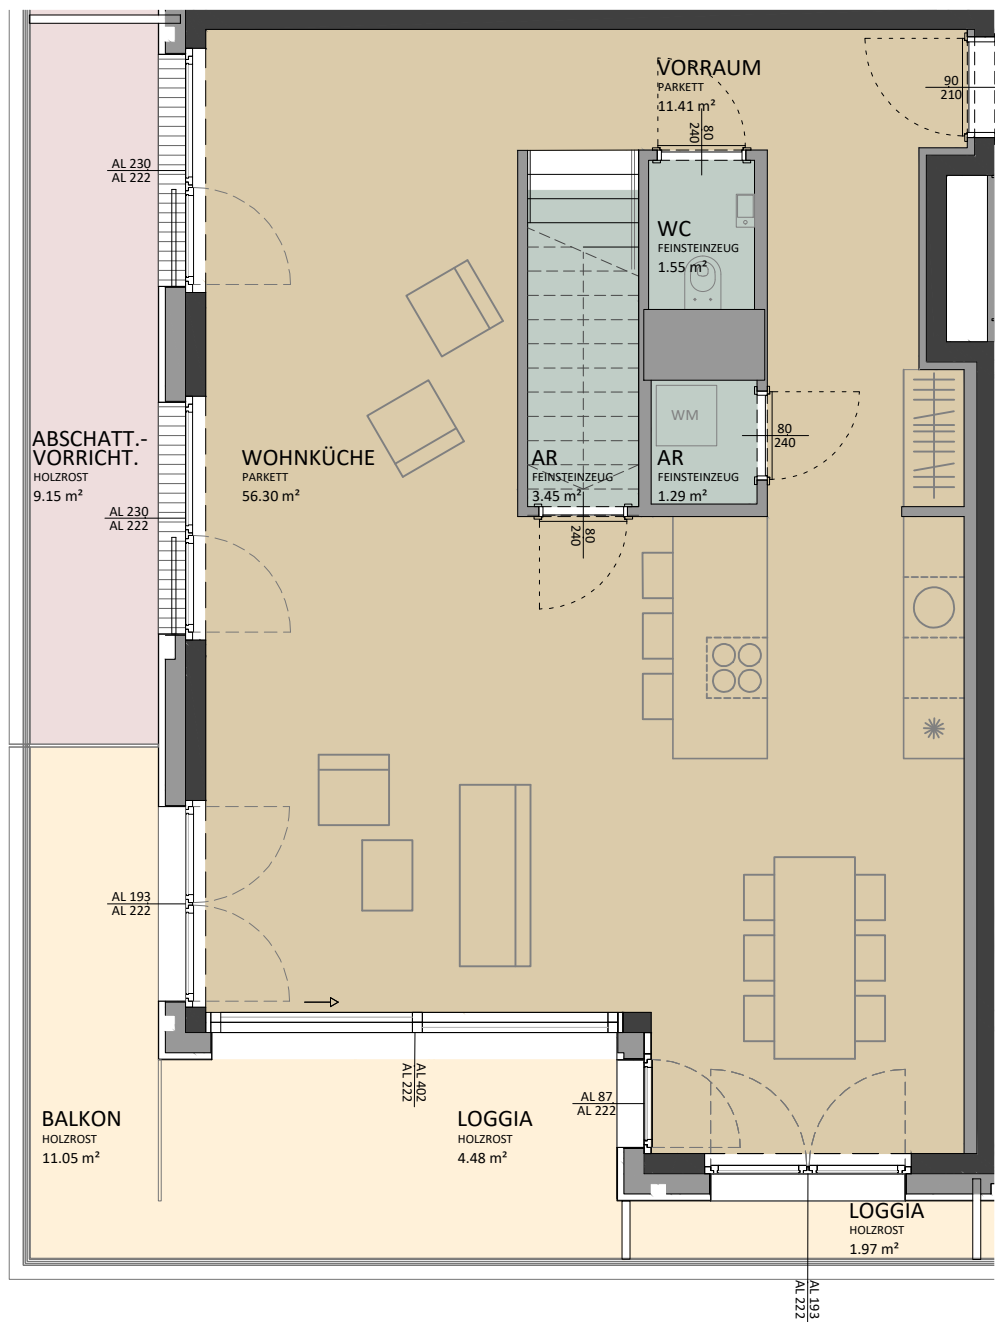 VORRAUM
PARKETT
11.41 m²
90
210
80
240
AL 230
AL 222
WC
FEINSTEINZEUG
1.55 m²
WM
ABSCHATT.-
VORRICHT.
HOLZROST
9.15 m²
WOHNKÜCHE
PARKETT
56.30 m²
AR
FEINSTEINZEUG
3.45 m²
AR
FEINSTEINZEUG
1.29 m²
80
240
AL 230
AL 222
80
240
AL 193
AL 222
AL 402
AL 222
AL 87
AL 222
BALKON
HOLZROST
11.05 m²
LOGGIA
HOLZROST
4.48 m²
LOGGIA
HOLZROST
1.97 m²
AL 193
AL 222